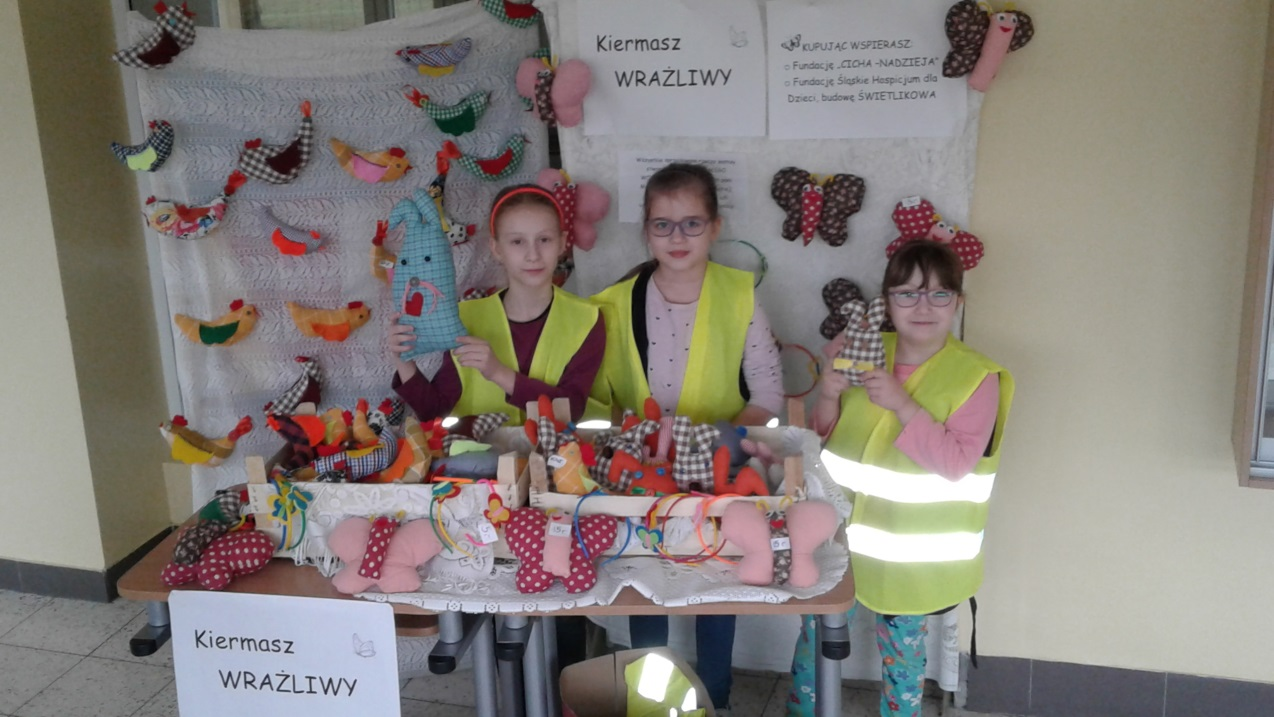 Kiermasz
WRAŻLIWY
KUPUJĄC WSPIERASZ:
Fundację „CICHA -NADZIEJA"
Fundację Śląskie Hospicjum dla
Dzieci, budowę ŚWIETLIKOWA
Kiermasz
WRAŻLIWY